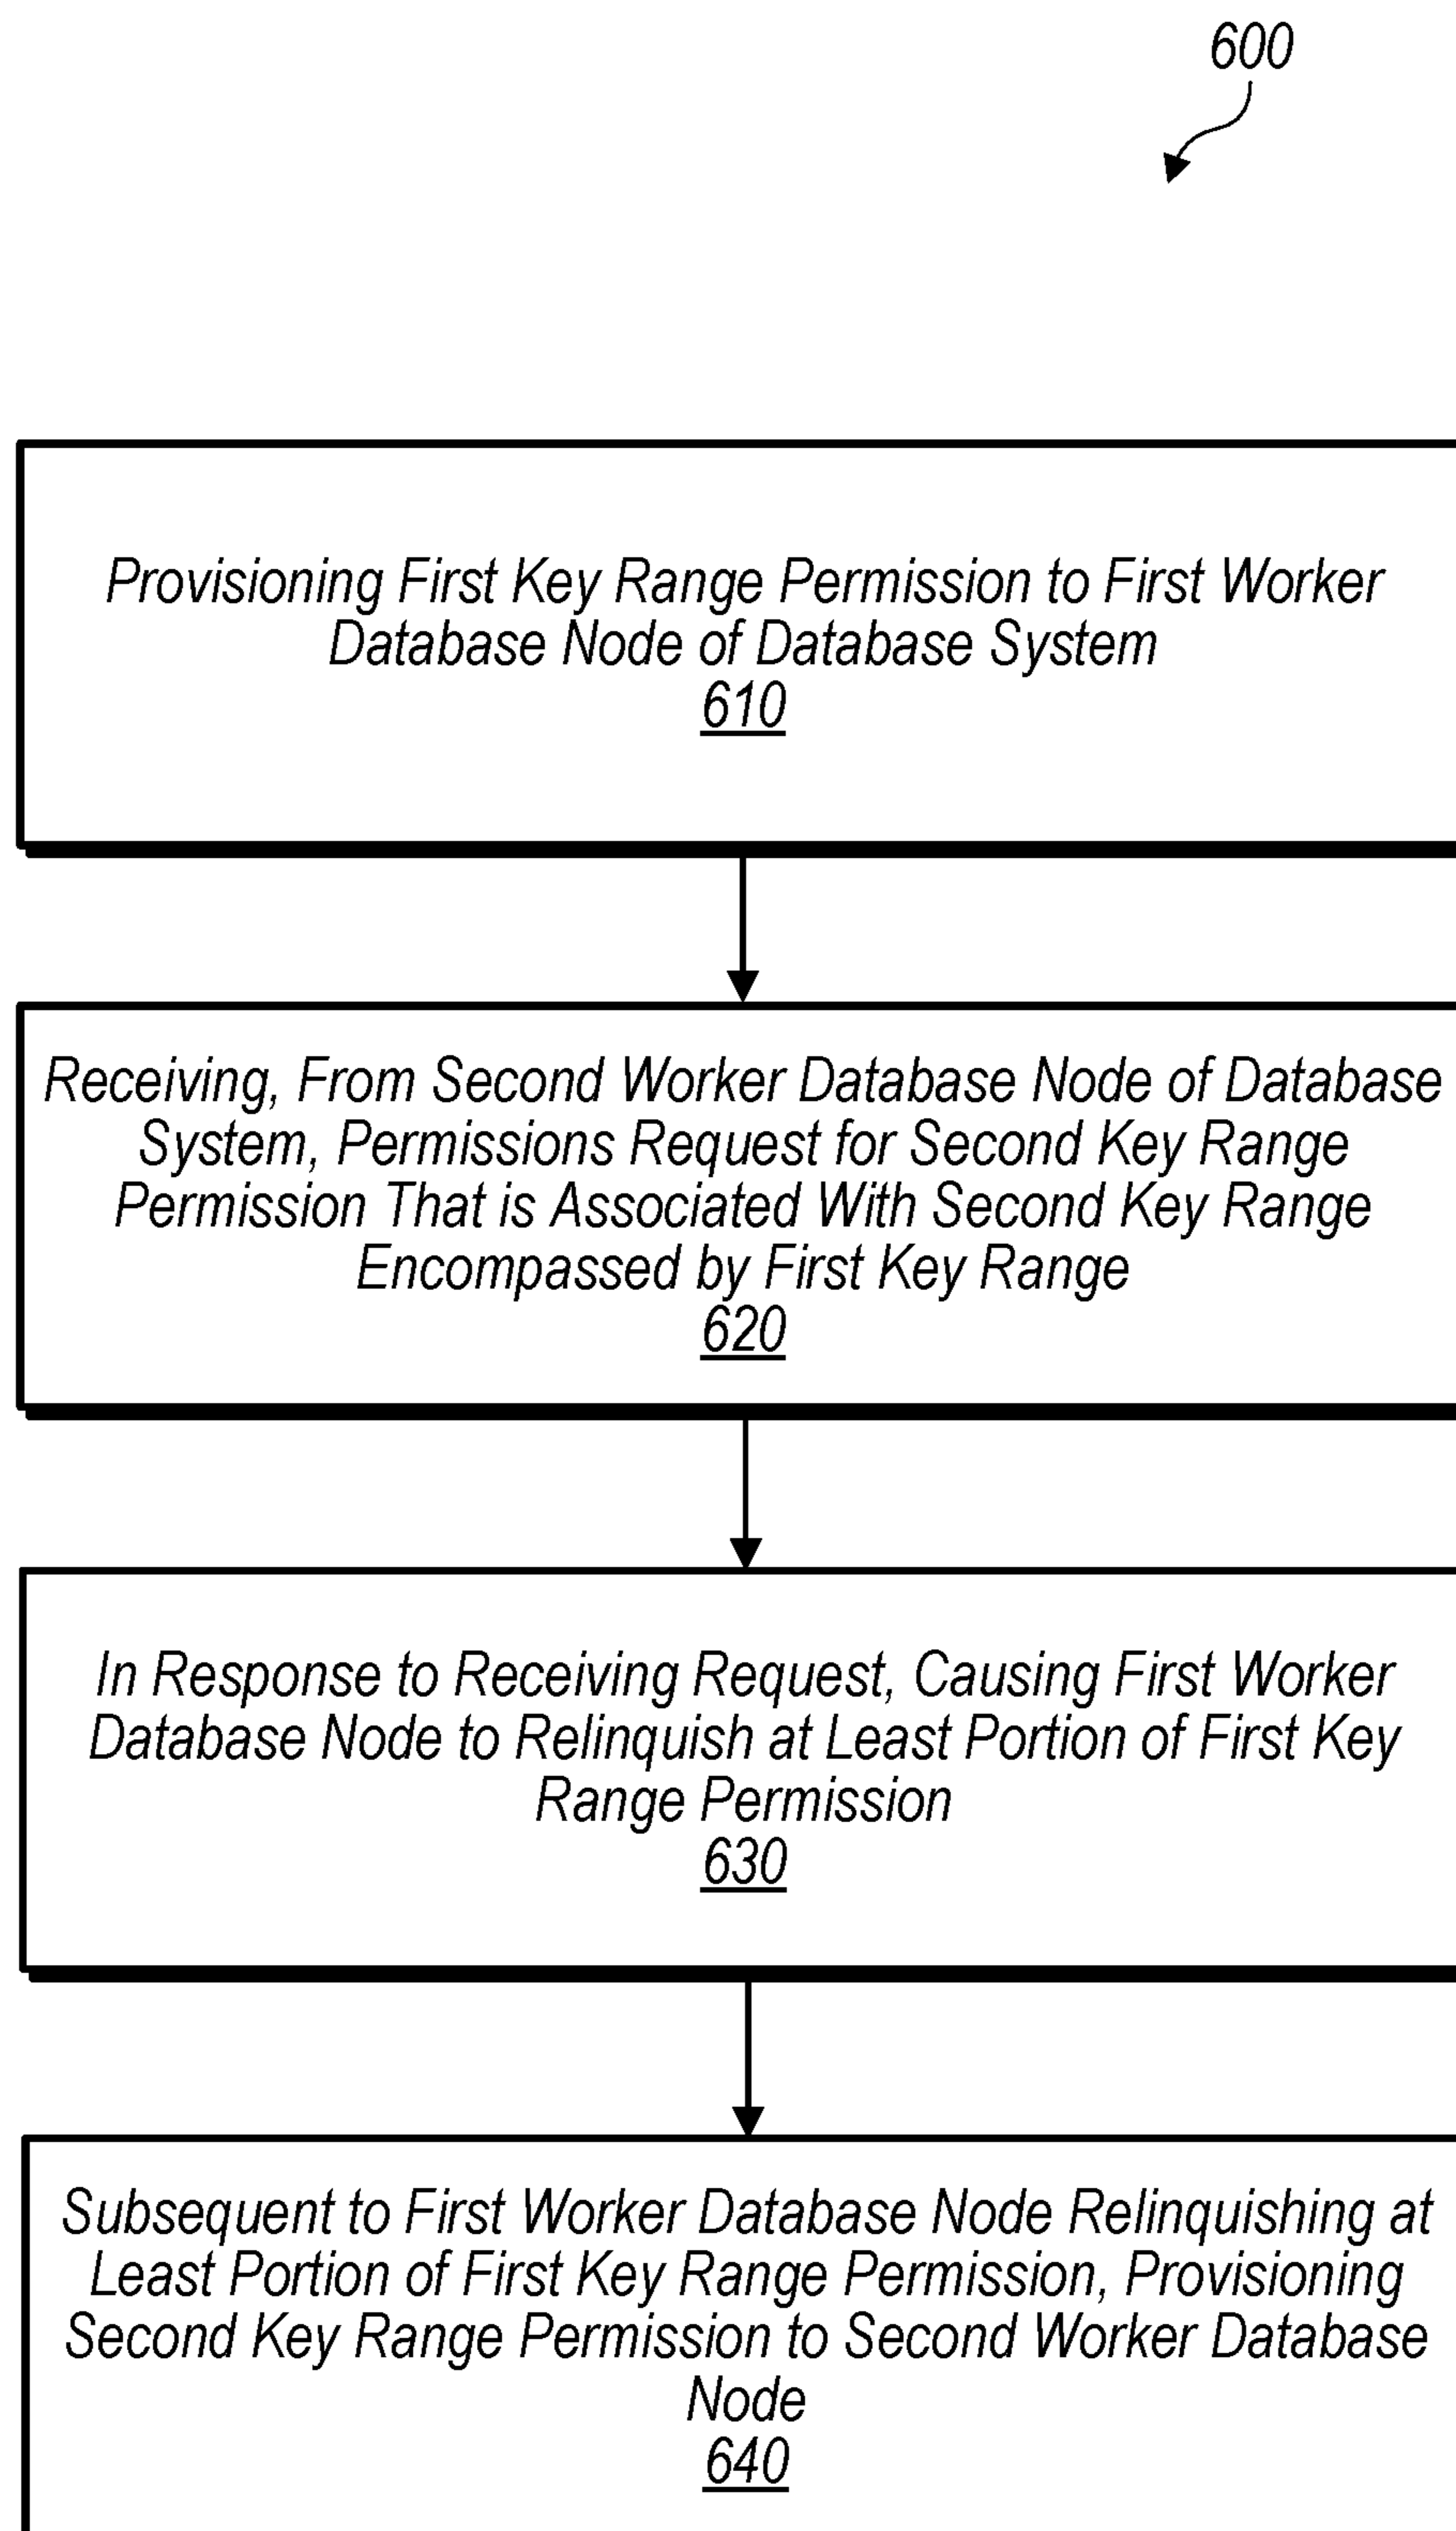 600
Provisioning First Key Range Permission to First Worker
Database Node of Database System
610
Receiving, From Second Worker Database Node of Database
System, Permissions Request for Second Key Range
Permission That is Associated With Second Key Range
Encompassed by First Key Range
620
In Response to Receiving Request, Causing First Worker
Database Node to Relinquish at Least Portion of First Key
Range Permission
630
Subsequent to First Worker Database Node Relinquishing at
Least Portion of First Key Range Permission, Provisioning
Second Key Range Permission to Second Worker Database
Node
640